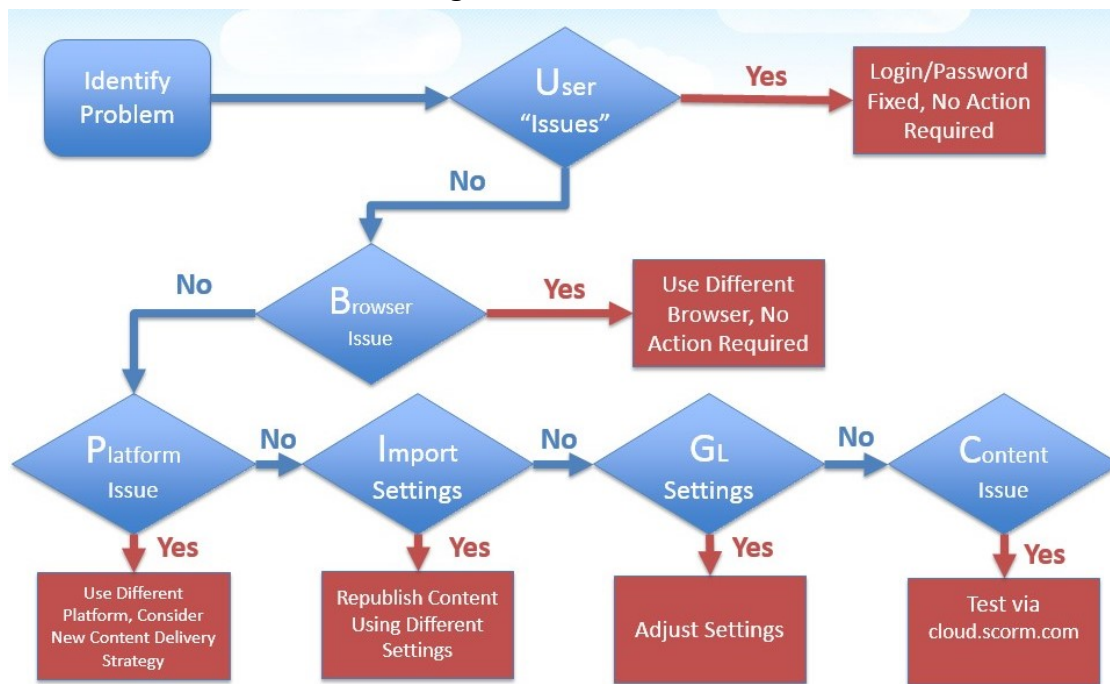 Identify
Problem
User
“Issues”
Yes
Login/Password
Fixed, No Action
Required
No
No
Browser
Issue
Yes
Use Different
Browser, No
Action Required
Platform
Issue
No
Import
Settings
No
GL
Settings
No
Content
Issue
Yes
Yes
Yes
Yes
Use Different
Platform, Consider
New Content Delivery
Strategy
Republish Content
Using Different
Settings
Adjust Settings
Test via
cloud.scorm.com